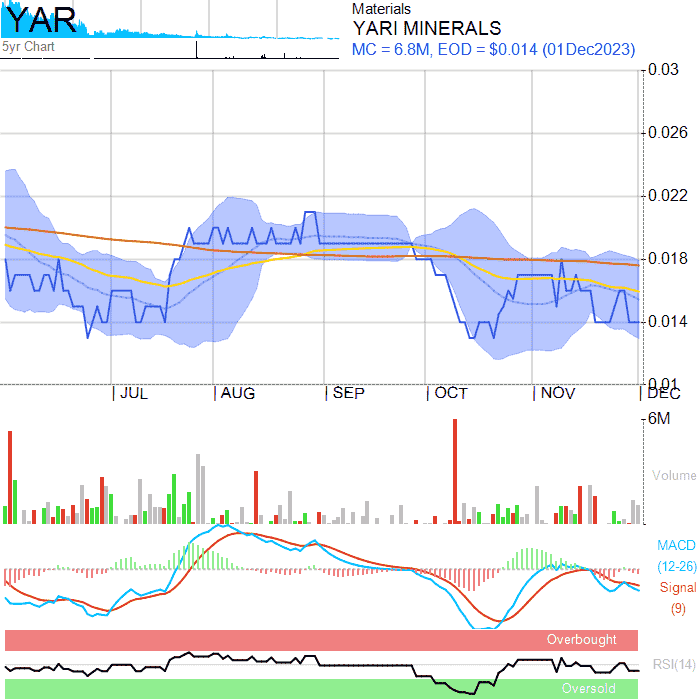 YAR
5yr Chart
Materials
YARI MINERALS
MC = 6.8M, EOD = $0.014 (01Dec2023)
0.03
0.026
0.022
0.018
0.014
0.01
JUL
AUG
SEP
OCT
NOV
DEC
6M
Volume
MACD
(12-26)
Signal
(9)
Overbought
RSI(14)
Oversold